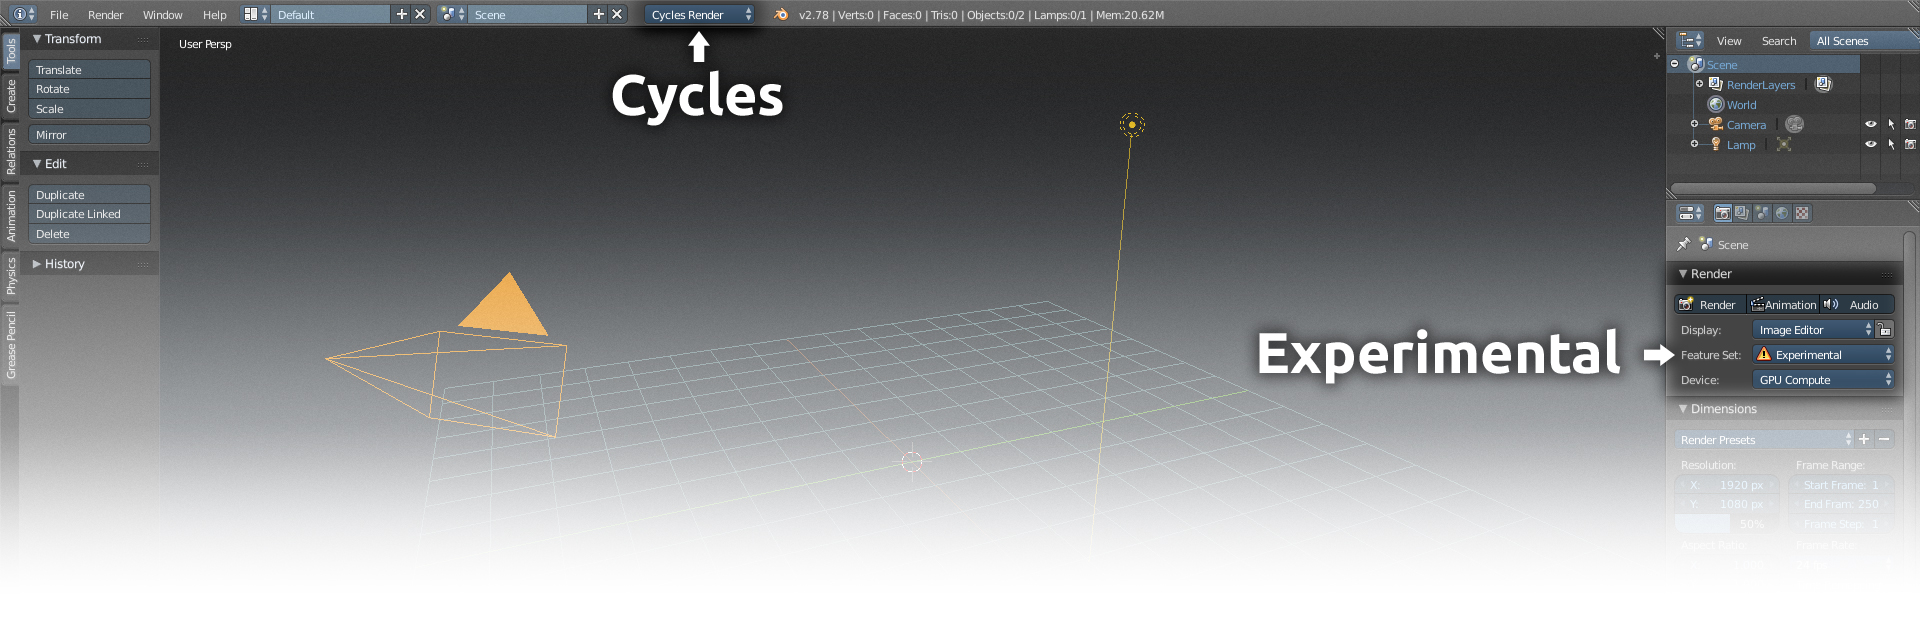 File Render Window Help Default Scene Cycles Render v2.78 | Verts:0 | Faces:0 | Tris:0 | Objects:0/2 | Lamps:0/1 | Mem:20.62M
Tools
Create
Relations
Animation
Physics
Grease Pencil
Transform
Translate
Rotate
Scale
Mirror
Edit
Duplicate
Duplicate Linked
Delete
History
User Persp
Cycles
Experimental
View Search All Scenes
Scene
RenderLayers
World
Camera
Lamp
Scene
Render
Render Animation Audio
Display: Image Editor
Feature Set: Experimental
Device: GPU Compute
Dimensions
Render Presets
Resolution: Frame Range:
X: 1920 px Start Frame: 1
Y: 1080 px End Fram: 250
50% Frame Step: 1